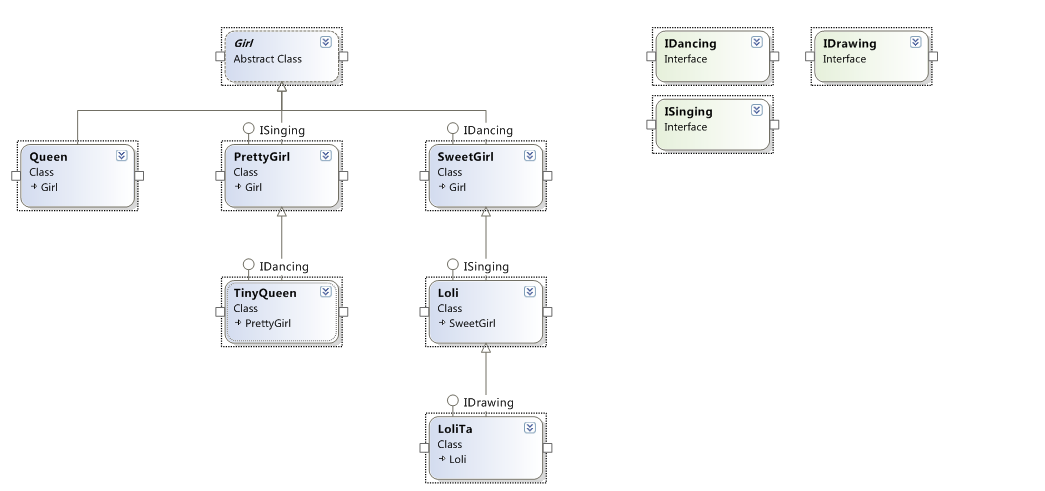 Girl
Abstract Class
IDancing
Interface
IDrawing
Interface
ISinging
Interface
Queen
Class
Girl
ISinging
PrettyGirl
Class
Girl
IDancing
SweetGirl
Class
Girl
IDancing
TinyQueen
Class
PrettyGirl
ISinging
Loli
Class
SweetGirl
IDrawing
LoliTa
Class
Loli